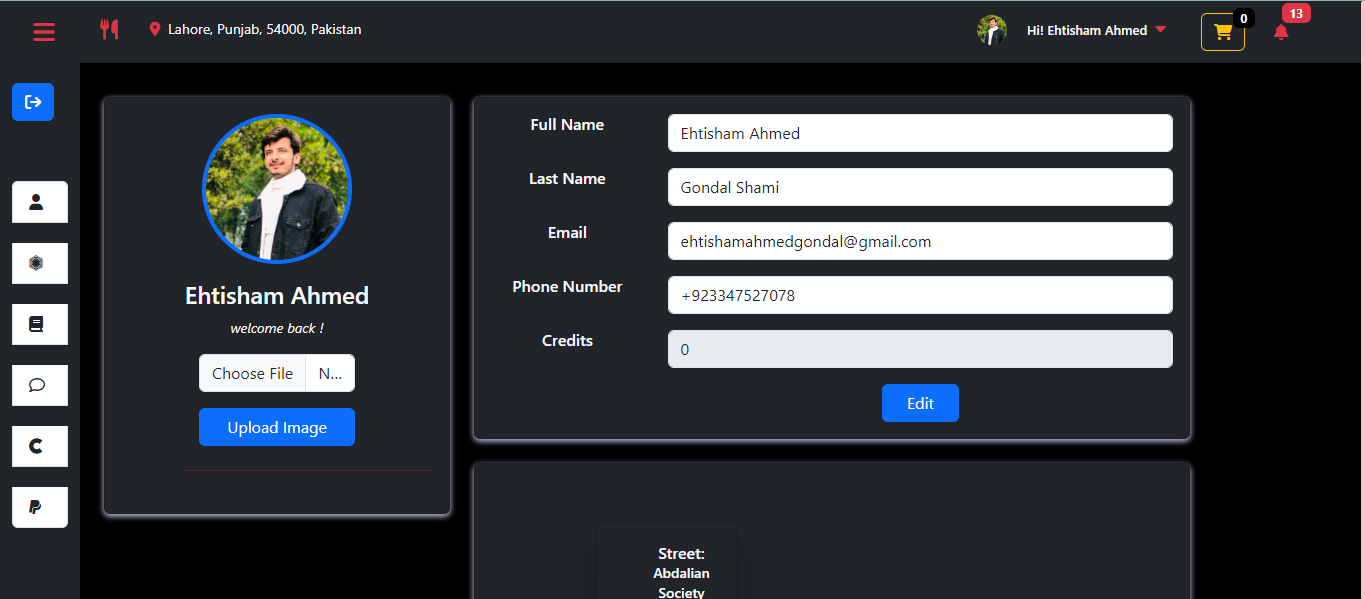 Lahore, Punjab, 54000, Pakistan
Hi! Ehtisham Ahmed
0
13
Ehtisham Ahmed
welcome back !
Choose File N...
Upload Image
Full Name Ehtisham Ahmed
Last Name Gondal Shami
Email ehtishamahmedgondal@gmail.com
Phone Number +923347527078
Credits 0
Edit
Street:
Abdalian
Society